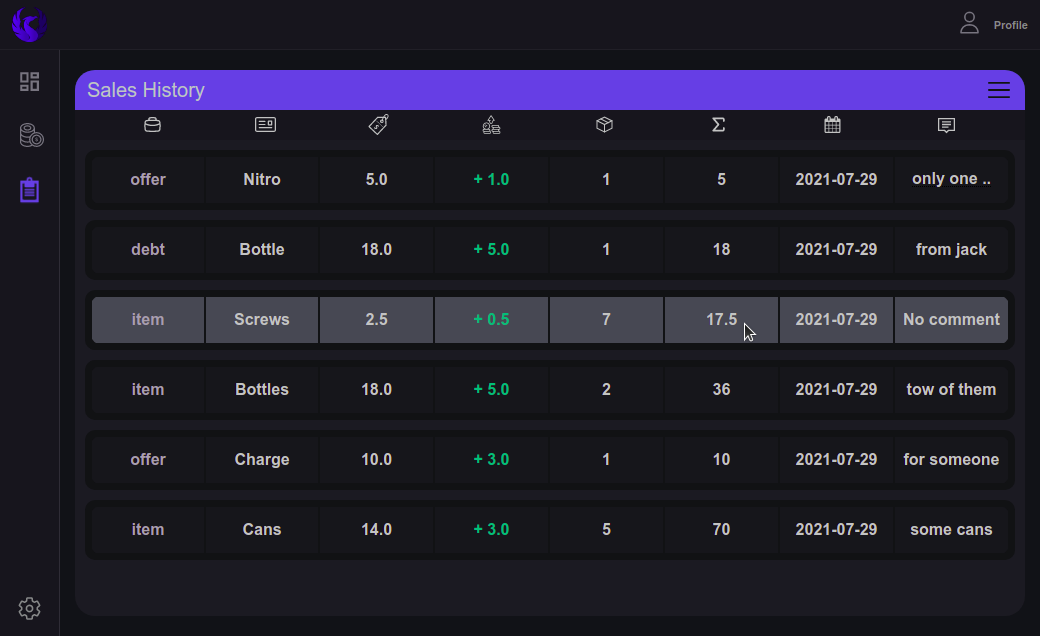 Profile
Sales History
offer Nitro 5.0 + 1.0 1 5 2021-07-29 only one ..
debt Bottle 18.0 + 5.0 1 18 2021-07-29 from jack
item Screws 2.5 + 0.5 7 17.5 2021-07-29 No comment
item Bottles 18.0 + 5.0 2 36 2021-07-29 tow of them
offer Charge 10.0 + 3.0 1 10 2021-07-29 for someone
item Cans 14.0 + 3.0 5 70 2021-07-29 some cans